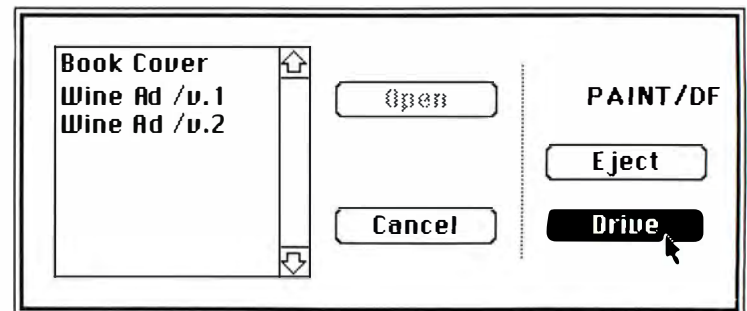 Book Cover
Wine Ad /v.1
Wine Ad /v.2
Open
Cancel
PAINT/DF
Eject
Drive